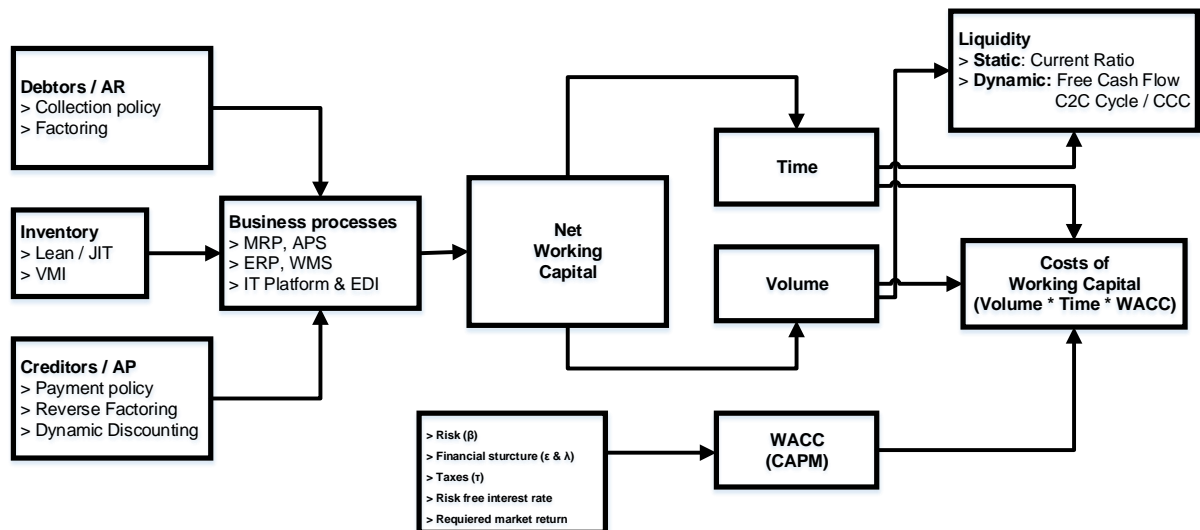 Debtors / AR
> Collection policy
> Factoring
Inventory
> Lean / JIT
> VMI
Creditors / AP
> Payment policy
> Reverse Factoring
> Dynamic Discounting
Business processes
> MRP, APS
> ERP, WMS
> IT Platform & EDI
Net
Working
Capital
Time
Volume
> Risk (β)
> Financial sturcture (ε & λ)
> Taxes (τ)
> Risk free interest rate
> Requiered market return
WACC
(CAPM)
Liquidity
> Static: Current Ratio
> Dynamic: Free Cash Flow
C2C Cycle / CCC
Costs of
Working Capital
(Volume * Time * WACC)